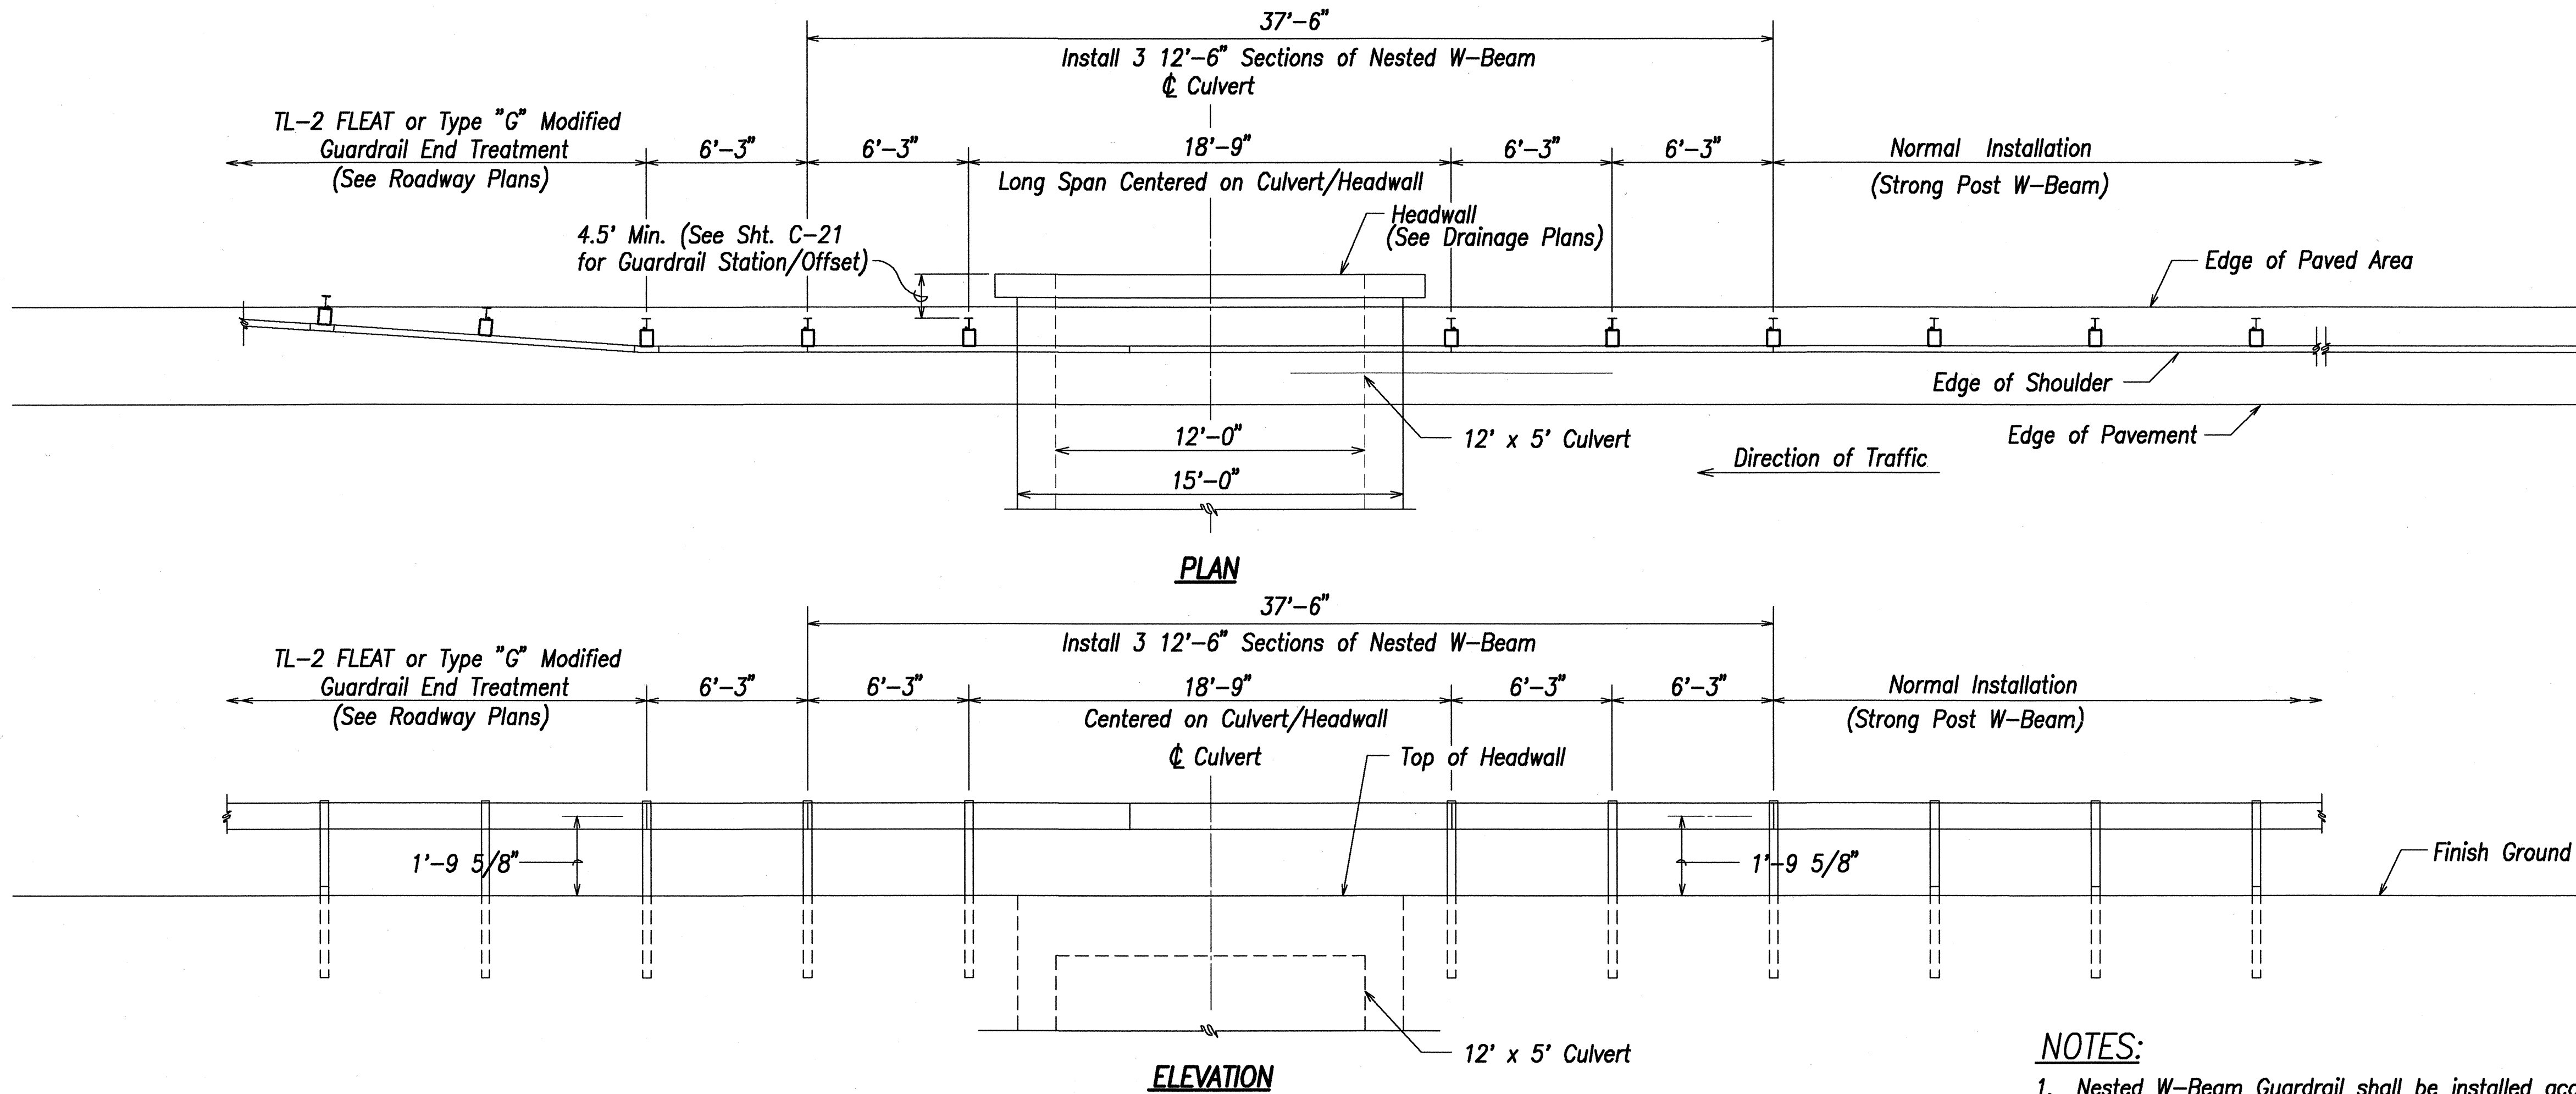 37'-6"
Install 3 12'-6" Sections of Nested W-Beam
℄ Culvert
TL-2 FLEAT or Type "G" Modified
Guardrail End Treatment
(See Roadway Plans)
6'-3"
6'-3"
18'-9"
6'-3"
6'-3"
Normal Installation
(Strong Post W-Beam)
Long Span Centered on Culvert/Headwall
Headwall
(See Drainage Plans)
4.5' Min. (See Sht. C-21
for Guardrail Station/Offset)
Edge of Paved Area
Edge of Shoulder
12'-0"
12' x 5' Culvert
Edge of Pavement
Direction of Traffic
15'-0"
PLAN
37'-6"
Install 3 12'-6" Sections of Nested W-Beam
TL-2 FLEAT or Type "G" Modified
Guardrail End Treatment
(See Roadway Plans)
6'-3"
6'-3"
18'-9"
6'-3"
6'-3"
Normal Installation
(Strong Post W-Beam)
Centered on Culvert/Headwall
℄ Culvert
Top of Headwall
1'-9 5/8"
1'-9 5/8"
Finish Ground
12' x 5' Culvert
ELEVATION
NOTES:
1. Nested W-Beam Guardrail shall be installed